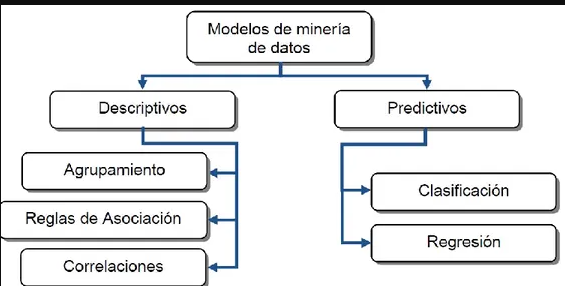 Modelos de minería
de datos
Descriptivos
Predictivos
Agrupamiento
Reglas de Asociación
Correlaciones
Clasificación
Regresión